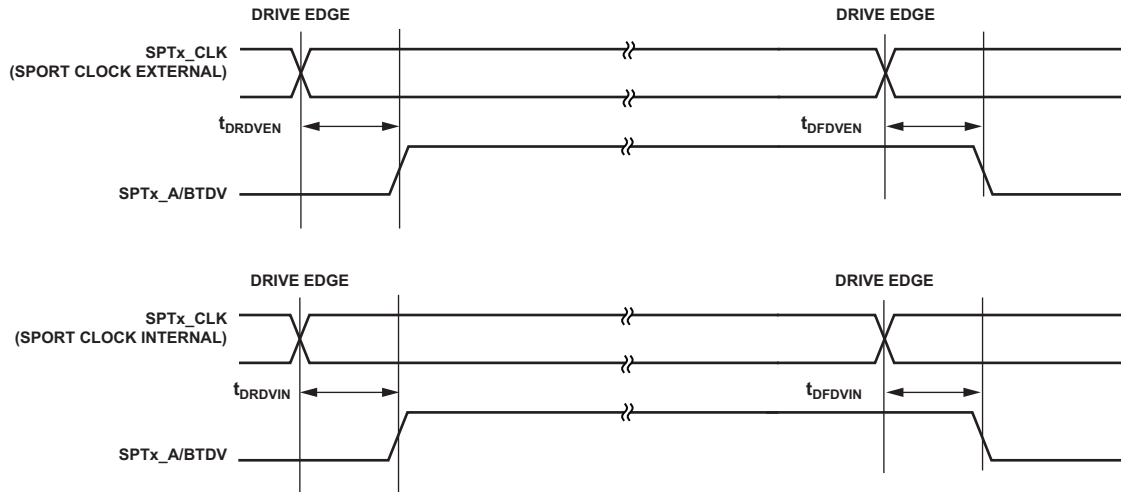 DRIVE EDGE
DRIVE EDGE
SPTx_CLK
(SPORT CLOCK EXTERNAL)
tDRDVEN
tDFDVEN
SPTx_A/BTDV
DRIVE EDGE
DRIVE EDGE
SPTx_CLK
(SPORT CLOCK INTERNAL)
tDRDVIN
tDFDVIN
SPTx_A/BTDV